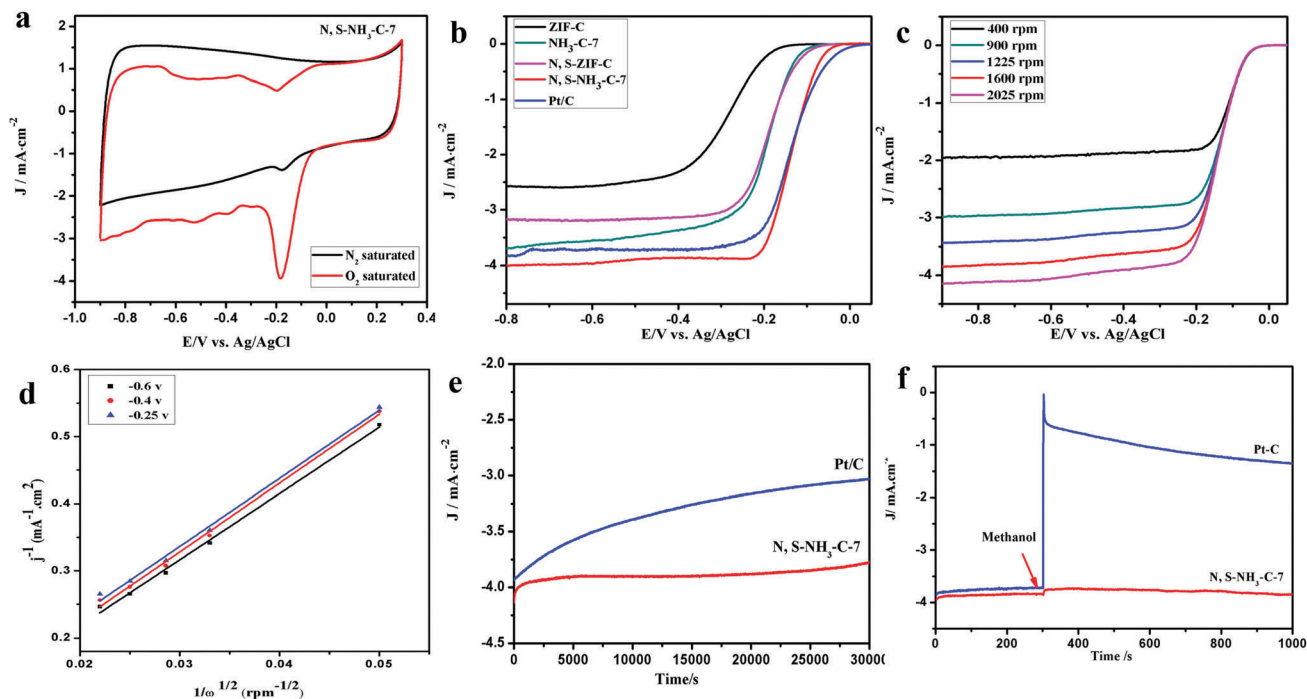 a
N, S-NH3-C-7
J / mA·cm-2
2
1
0
-1
-2
-3
-4
N2 saturated
O2 saturated
-1.0 -0.8 -0.6 -0.4 -0.2 0.0 0.2 0.4
E/V vs. Ag/AgCl
b
ZIF-C
NH3-C-7
N, S-ZIF-C
N, S-NH3-C-7
Pt/C
J / mA·cm-2
0
-1
-2
-3
-4
-5
-0.8 -0.6 -0.4 -0.2 0.0
E/V vs. Ag/AgCl
c
400 rpm
900 rpm
1225 rpm
1600 rpm
2025 rpm
J / mA.cm-2
0
-1
-2
-3
-4
-5
-0.8 -0.6 -0.4 -0.2 0.0
E/V vs. Ag/AgCl
d
-0.6 v
-0.4 v
-0.25 v
j-1 (mA-1.cm2)
0.6
0.5
0.4
0.3
0.2
0.02 0.03 0.04 0.05
1/ω 1/2 (rpm-1/2)
e
J / mA·cm-2
-2.0
-2.5
-3.0
-3.5
-4.0
-4.5
Pt/C
N, S-NH3-C-7
0 5000 10000 15000 20000 25000 3000
Time/s
f
J/ mA.cm-2
0
-1
-2
-3
-4
Pt-C
Methanol
N, S-NH3-C-7
0 200 400 600 800 1000
Time /s